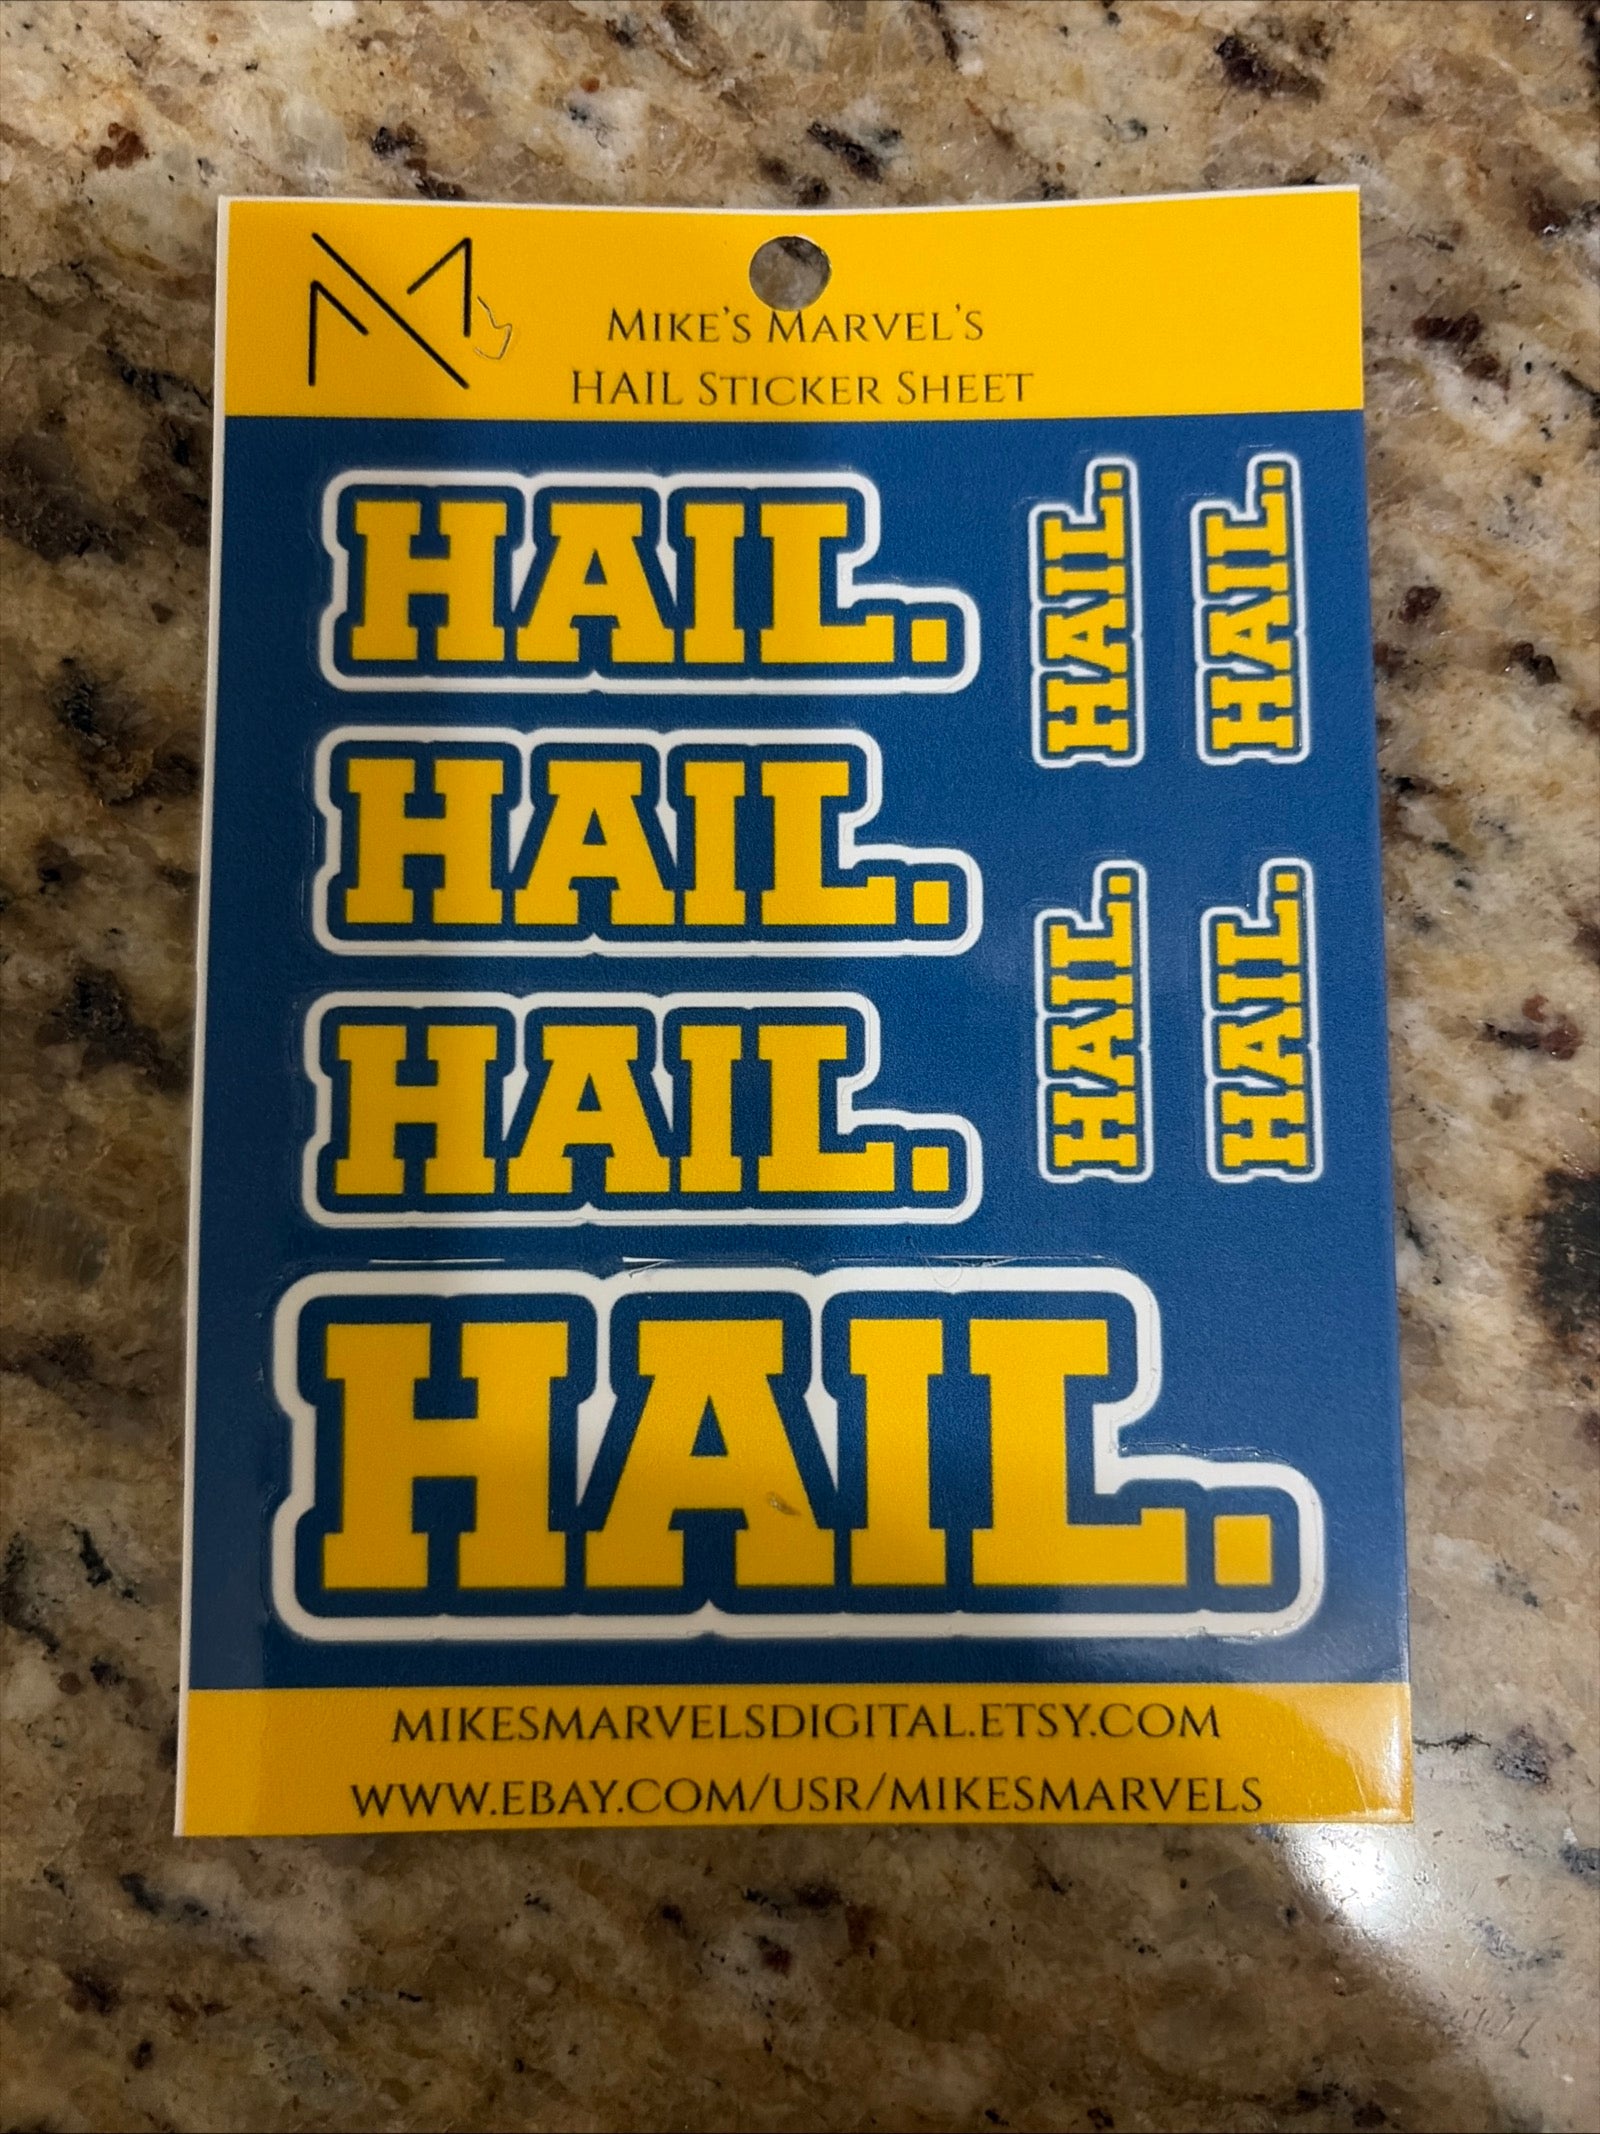 MIKE'S MARVEL'S
HAIL STICKER SHEET
HAIL.
HAIL.
HAIL.
HAIL.
HAIL.
HAIL.
HAIL.
HAIL.
MIKESMARVELSDIGITAL.ETSY.COM
WWW.EBAY.COM/USR/MIKESMARVELS